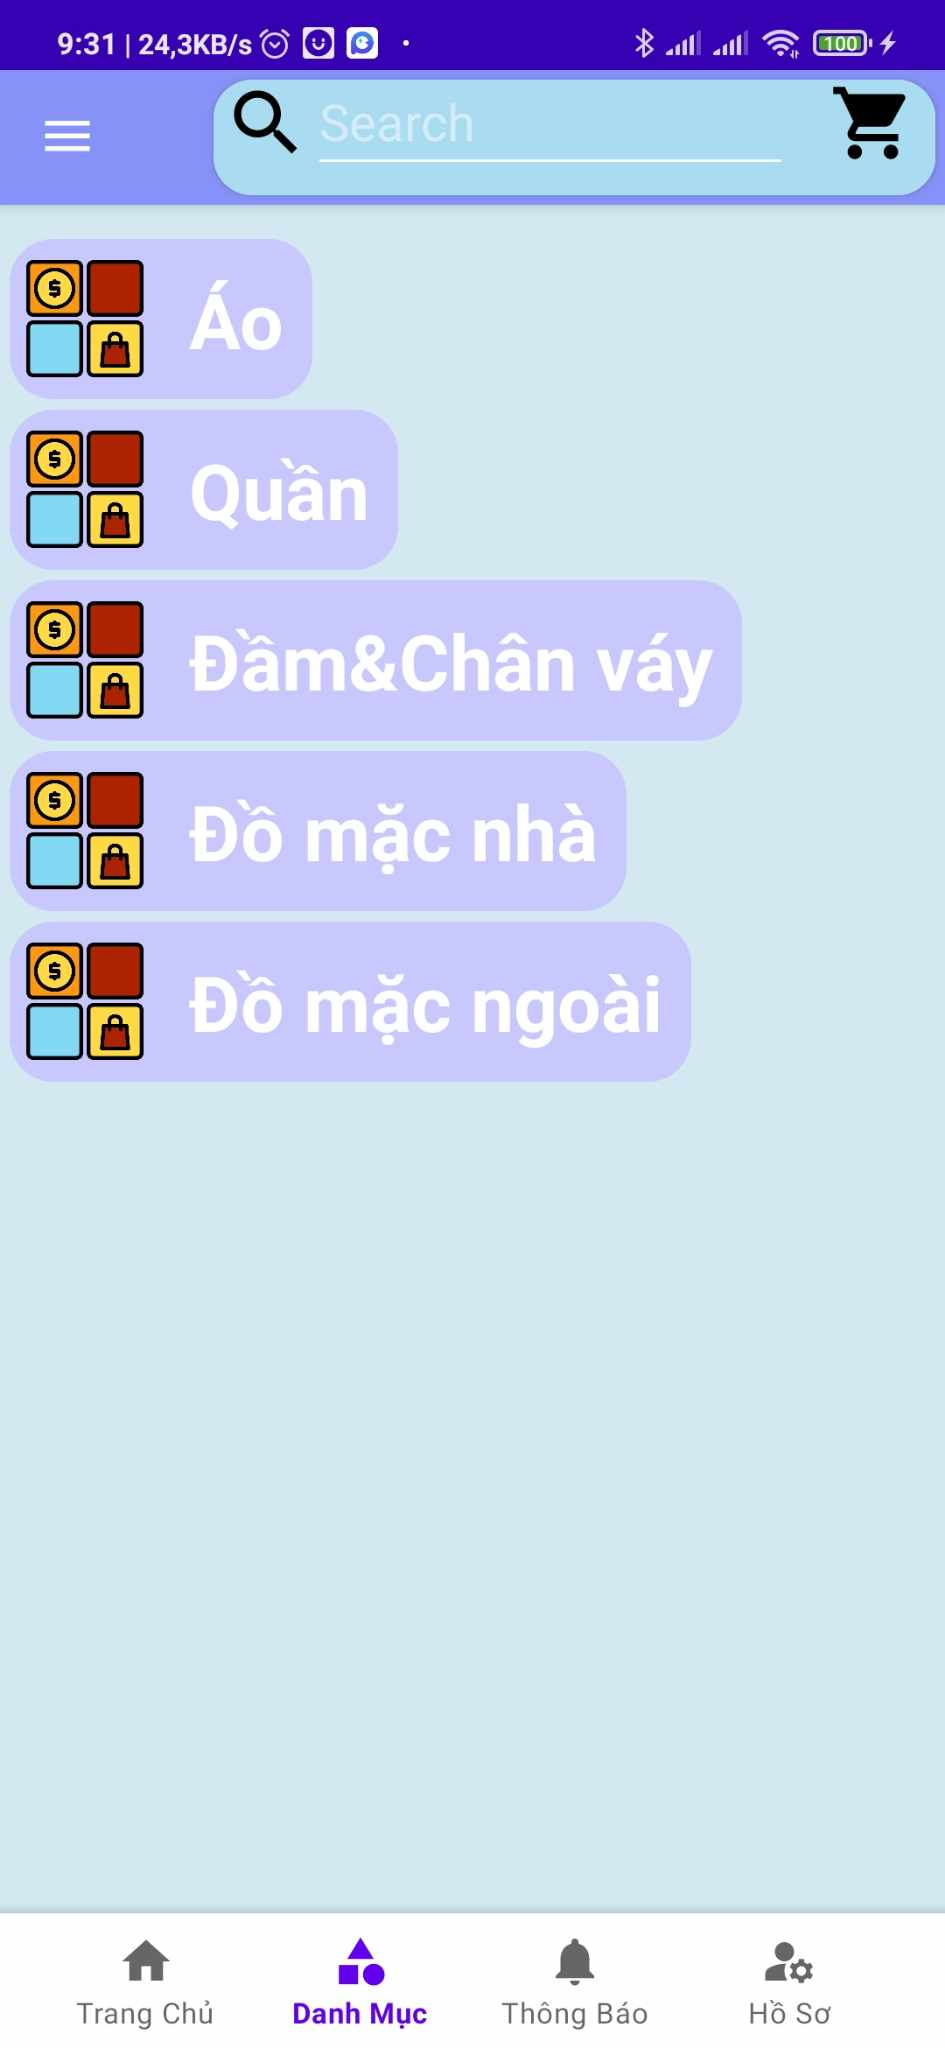 9:31 | 24,3KB/s 100
Search
Áo
Quần
Đầm&Chân váy
Đồ mặc nhà
Đồ mặc ngoài
Trang Chủ Danh Mục Thông Báo Hồ Sơ